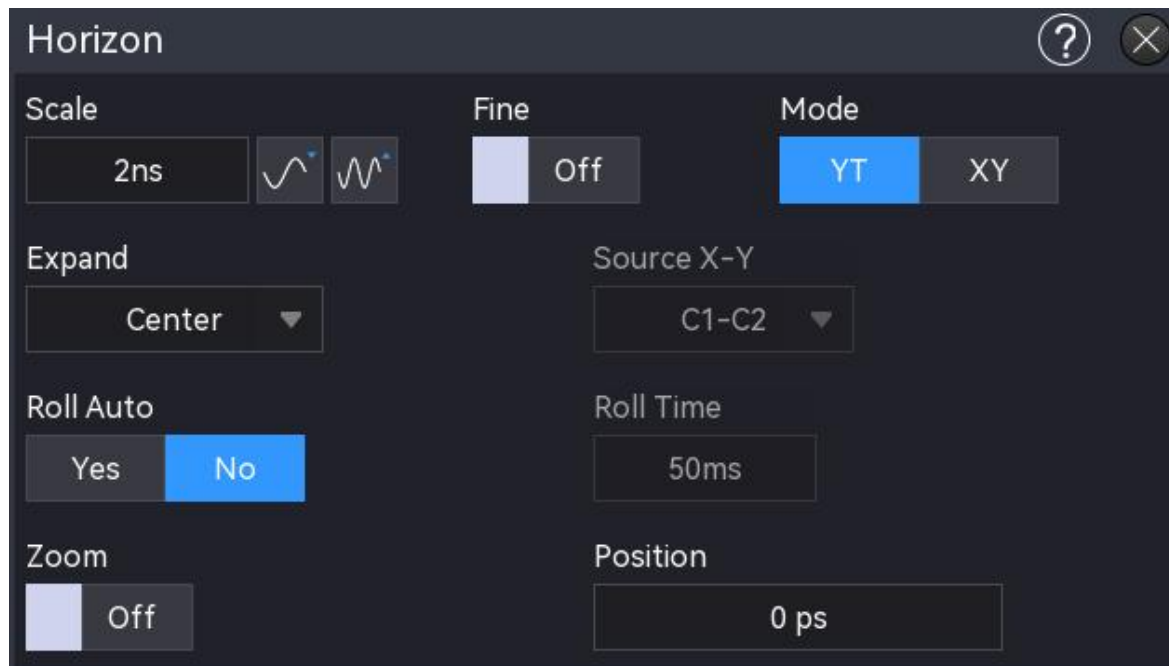 Horizon
Scale Fine Mode
2ns Off YT XY
Expand Source X-Y
Center C1-C2
Roll Auto Roll Time
Yes No 50ms
Zoom Position
Off 0 ps